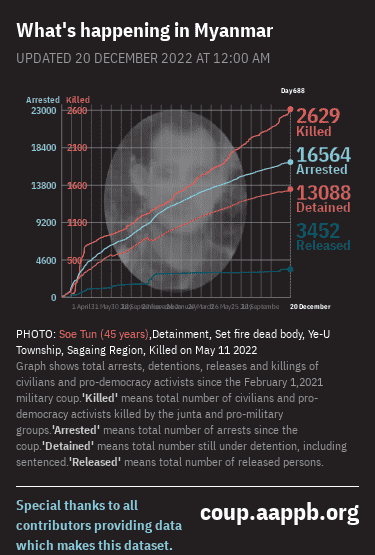 What's happening in Myanmar
UPDATED 20 DECEMBER 2022 AT 12:00 AM
Day688
Arrested Killed
23000 2600
2629
Killed
18400 2100
16564
Arrested
13800 1600
13088
Detained
9200 1100
3452
Released
4600 500
0
20 December
PHOTO: Soe Tun (45 years),Detainment, Set fire dead body, Ye-U
Township, Sagaing Region, Killed on May 11 2022
Graph shows total arrests, detentions, releases and killings of
civilians and pro-democracy activists since the February 1,2021
military coup.'Killed' means total number of civilians and pro-
democracy activists killed by the junta and pro-military
groups.'Arrested' means total number of arrests since the
coup.'Detained' means total number still under detention, including
sentenced.'Released' means total number of released persons.
Special thanks to all
contributors providing data
which makes this dataset.
coup.aappb.org